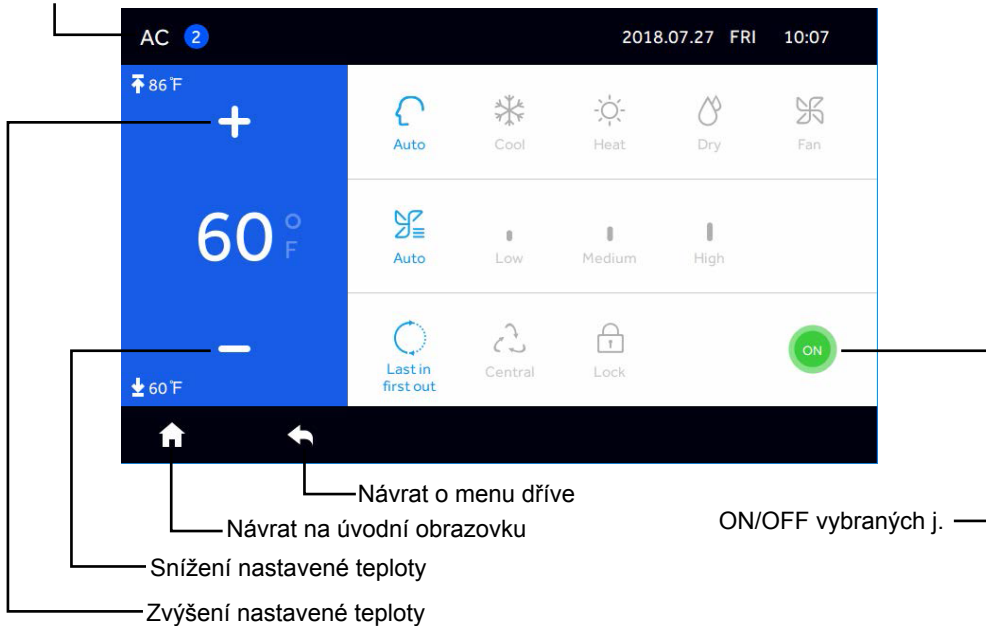 AC 2 2018.07.27 FRI 10:07
86°F
Auto Cool Heat Dry Fan
60 °F
Auto Low Medium High
Last in
first out
Central Lock ON
60°F
Návrat o menu dříve
Návrat na úvodní obrazovku
ON/OFF vybraných j.
Snížení nastavené teploty
Zvýšení nastavené teploty